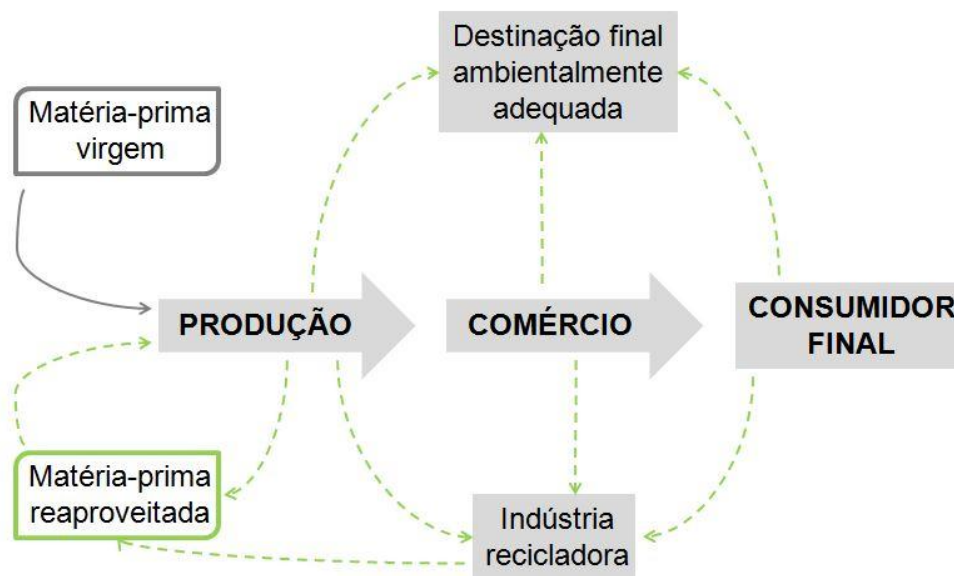 Destinação final
ambientalmente
adequada
Matéria-prima
virgem
PRODUÇÃO
COMÉRCIO
CONSUMIDOR
FINAL
Matéria-prima
reaproveitada
Indústria
recicladora